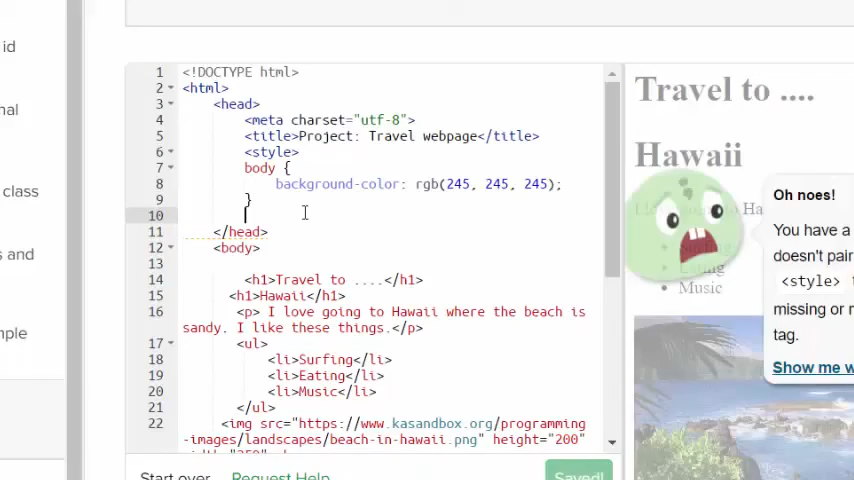 id
nal
class
s and
mple
1 <!DOCTYPE html>
2 <html>
3 <head>
4 <meta charset="utf-8">
5 <title>Project: Travel webpage</title>
6 <style>
7 body {
8 background-color: rgb(245, 245, 245);
9 }
10
11 </head>
12 <body>
13
14 <h1>Travel to ....</h1>
15 <h1>Hawaii</h1>
16 <p> I love going to Hawaii where the beach is
sandy. I like these things.</p>
17 <ul>
18 <li>Surfing</li>
19 <li>Eating</li>
20 <li>Music</li>
21 </ul>
22 <img src="https://www.kasandbox.org/programming
-images/landscapes/beach-in-hawaii.png" height="200"
Start over Request Help Saved!
Travel to ....
Hawaii
Ha
Eating
Music
Oh noes!
You have a
doesn't pair
<style>
missing or
tag.
Show me w